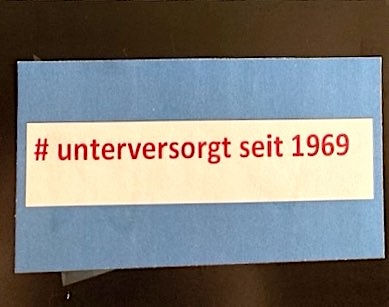 # unterversorgt seit 1969